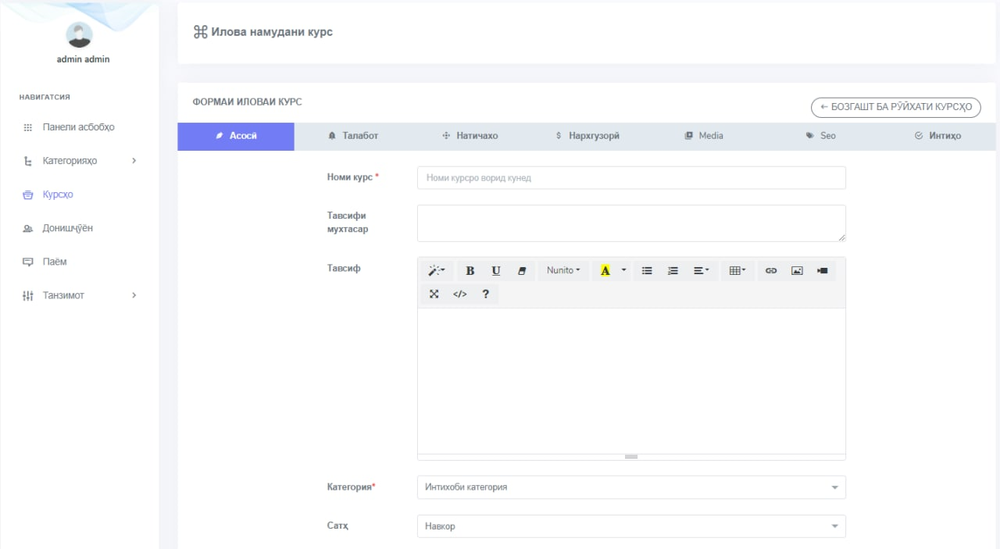 admin admin
НАВИГАТСИЯ
Панели асбобҳо
Категорияҳо
Курсҳо
Донишҷӯён
Паём
Танзимот
Илова намудани курс
ФОРМАИ ИЛОВАИ КУРС
← БОЗГАШТ БА РӮЙХАТИ КУРСҲО
Асосӣ
Талабот
Натичахо
Нархгузорӣ
Media
Seo
Интиҳо
Номи курс *
Номи курсро ворид кунед
Тавсифи
мухтасар
Тавсиф
B U Nunito A
</> ?
Категория*
Интихоби категория
Сатҳ
Навкор